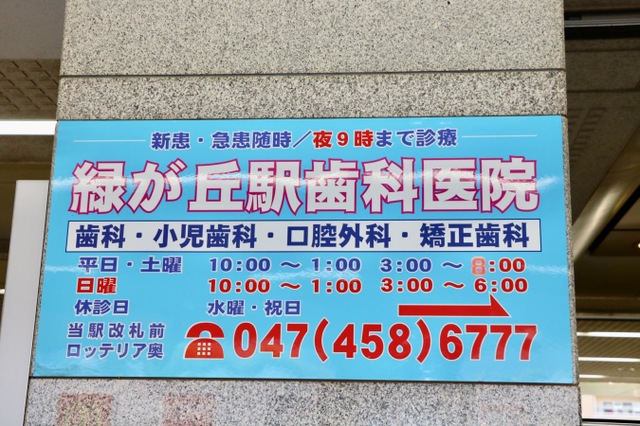 新患・急患随時／夜９時まで診療
緑が丘駅歯科医院
歯科・小児歯科・口腔外科・矯正歯科
平日・土曜 10:00 〜 1:00 3:00 〜 8:00
日曜 10:00 〜 1:00 3:00 〜 6:00
休診日 水曜・祝日
当駅改札前
ロッテリア奥
047(458)6777